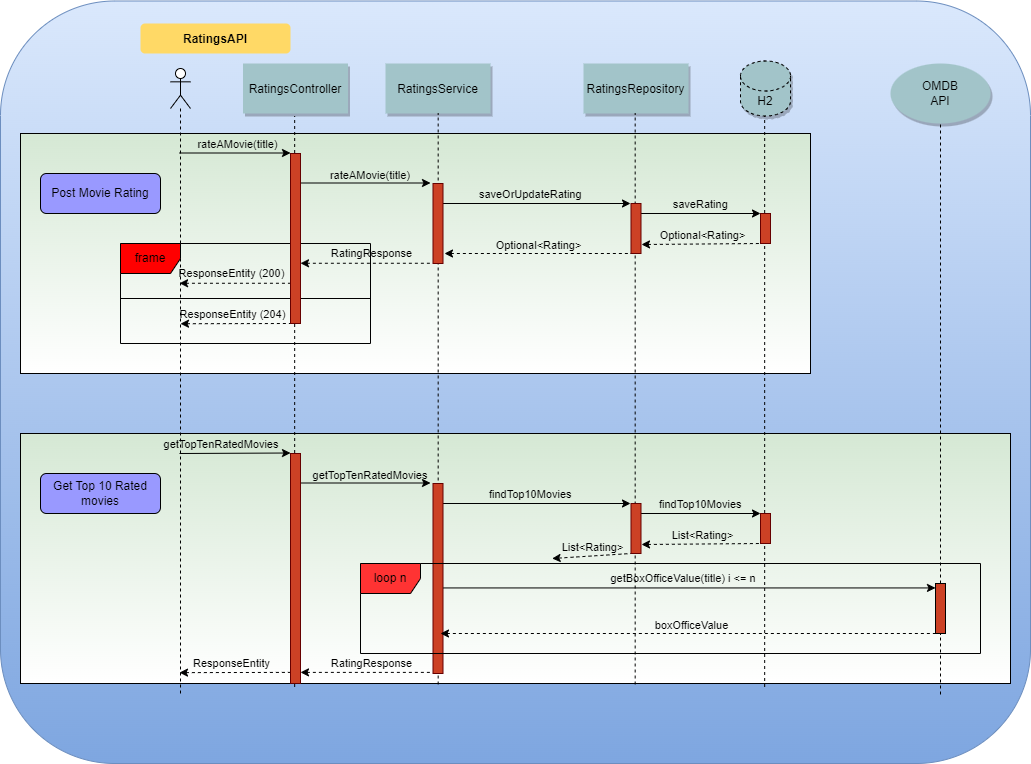 RatingsAPI
RatingsController
RatingsService
RatingsRepository
H2
OMDB
API
rateAMovie(title)
rateAMovie(title)
Post Movie Rating
saveOrUpdateRating
saveRating
Optional<Rating>
Optional<Rating>
RatingResponse
frame
ResponseEntity (200)
ResponseEntity (204)
getTopTenRatedMovies
getTopTenRatedMovies
Get Top 10 Rated
movies
findTop10Movies
findTop10Movies
List<Rating>
List<Rating>
loop n
getBoxOfficeValue(title) i <= n
boxOfficeValue
RatingResponse
ResponseEntity